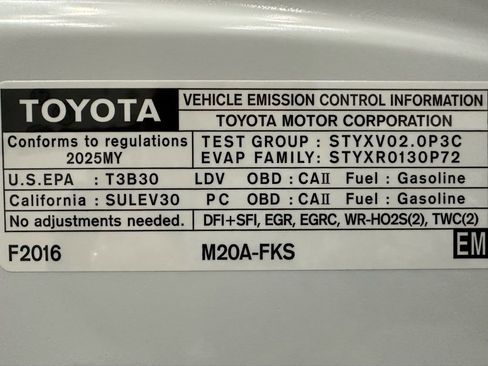 TOYOTA VEHICLE EMISSION CONTROL INFORMATION
TOYOTA MOTOR CORPORATION
Conforms to regulations TEST GROUP : STYXV02.0P3C
2025MY EVAP FAMILY: STYXR0130P72
U.S.EPA : T3B30 LDV OBD : CAII Fuel : Gasoline
California : SULEV30 PC OBD : CAII Fuel : Gasoline
No adjustments needed. DFI+SFI, EGR, EGRC, WR-HO2S(2), TWC(2)
F2016 M20A-FKS EM